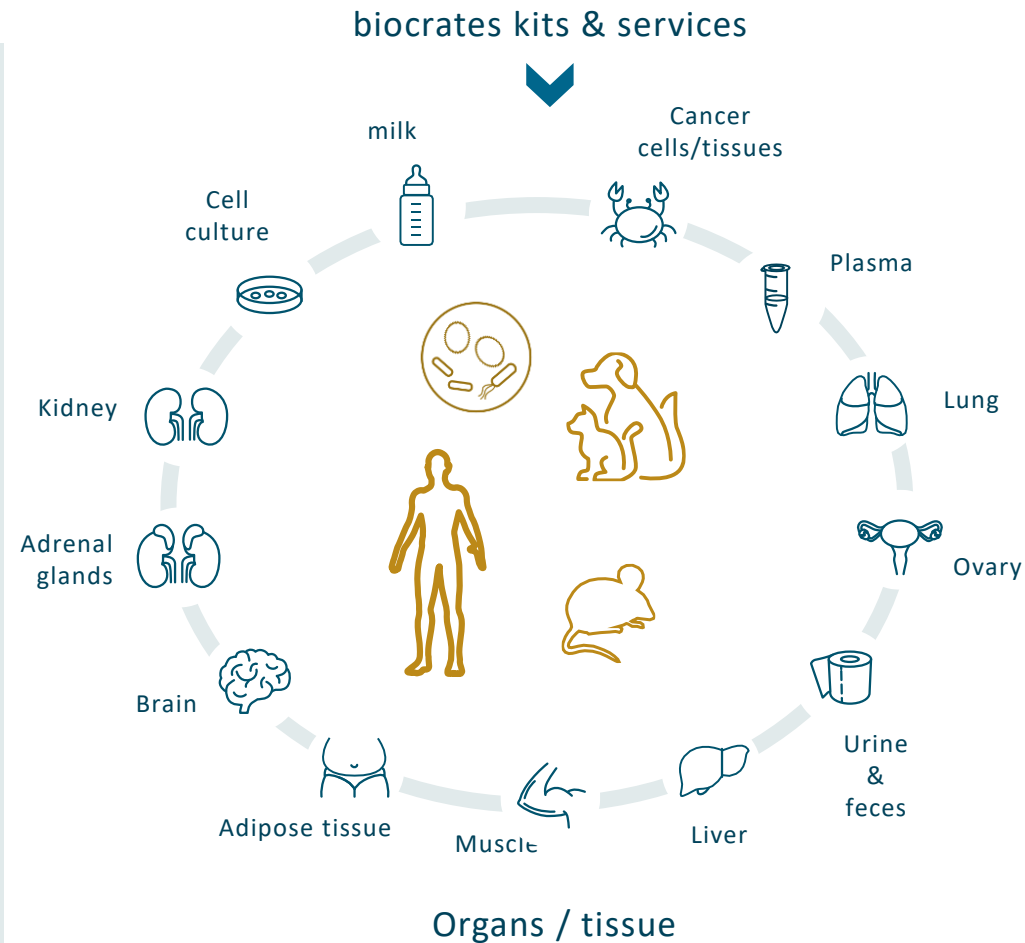 biocrates kits & services
milk
Cancer
cells/tissues
Cell
culture
Plasma
Kidney
Lung
Adrenal
glands
Ovary
Brain
Urine
&
feces
Adipose tissue
Muscle
Liver
Organs / tissue